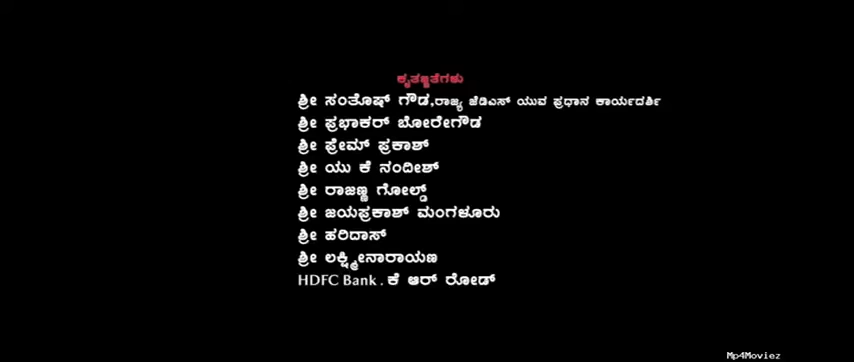 ಕೃತಜ್ಞತೆಗಳು
ಶ್ರೀ ಸಂತೋಷ್ ಗೌಡ,ರಾಜ್ಯ ಜೆಡಿಎಸ್ ಯುವ ಪ್ರಧಾನ ಕಾರ್ಯದರ್ಶಿ
ಶ್ರೀ ಪ್ರಭಾಕರ್ ಬೋರೇಗೌಡ
ಶ್ರೀ ಪ್ರೇಮ್ ಪ್ರಕಾಶ್
ಶ್ರೀ ಯು ಕೆ ನಂದೀಶ್
ಶ್ರೀ ರಾಜಣ್ಣ ಗೋಲ್ಡ್
ಶ್ರೀ ಜಯಪ್ರಕಾಶ್ ಮಂಗಳೂರು
ಶ್ರೀ ಹರಿದಾಸ್
ಶ್ರೀ ಲಕ್ಷ್ಮೀನಾರಾಯಣ
HDFC Bank . ಕೆ ಆರ್ ರೋಡ್
Mp4Moviez